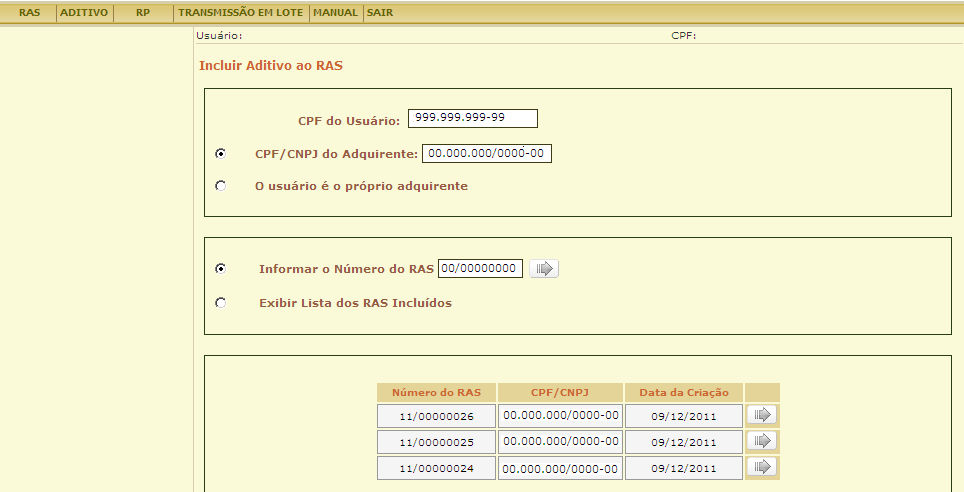 RAS ADITIVO RP TRANSMISSÃO EM LOTE MANUAL SAIR
Usuário: CPF:
Incluir Aditivo ao RAS
CPF do Usuário: 999.999.999-99
CPF/CNPJ do Adquirente: 00.000.000/0000-00
O usuário é o próprio adquirente
Informar o Número do RAS 00/00000000
Exibir Lista dos RAS Incluídos
Número do RAS CPF/CNPJ Data da Criação
11/00000026 00.000.000/0000-00 09/12/2011
11/00000025 00.000.000/0000-00 09/12/2011
11/00000024 00.000.000/0000-00 09/12/2011